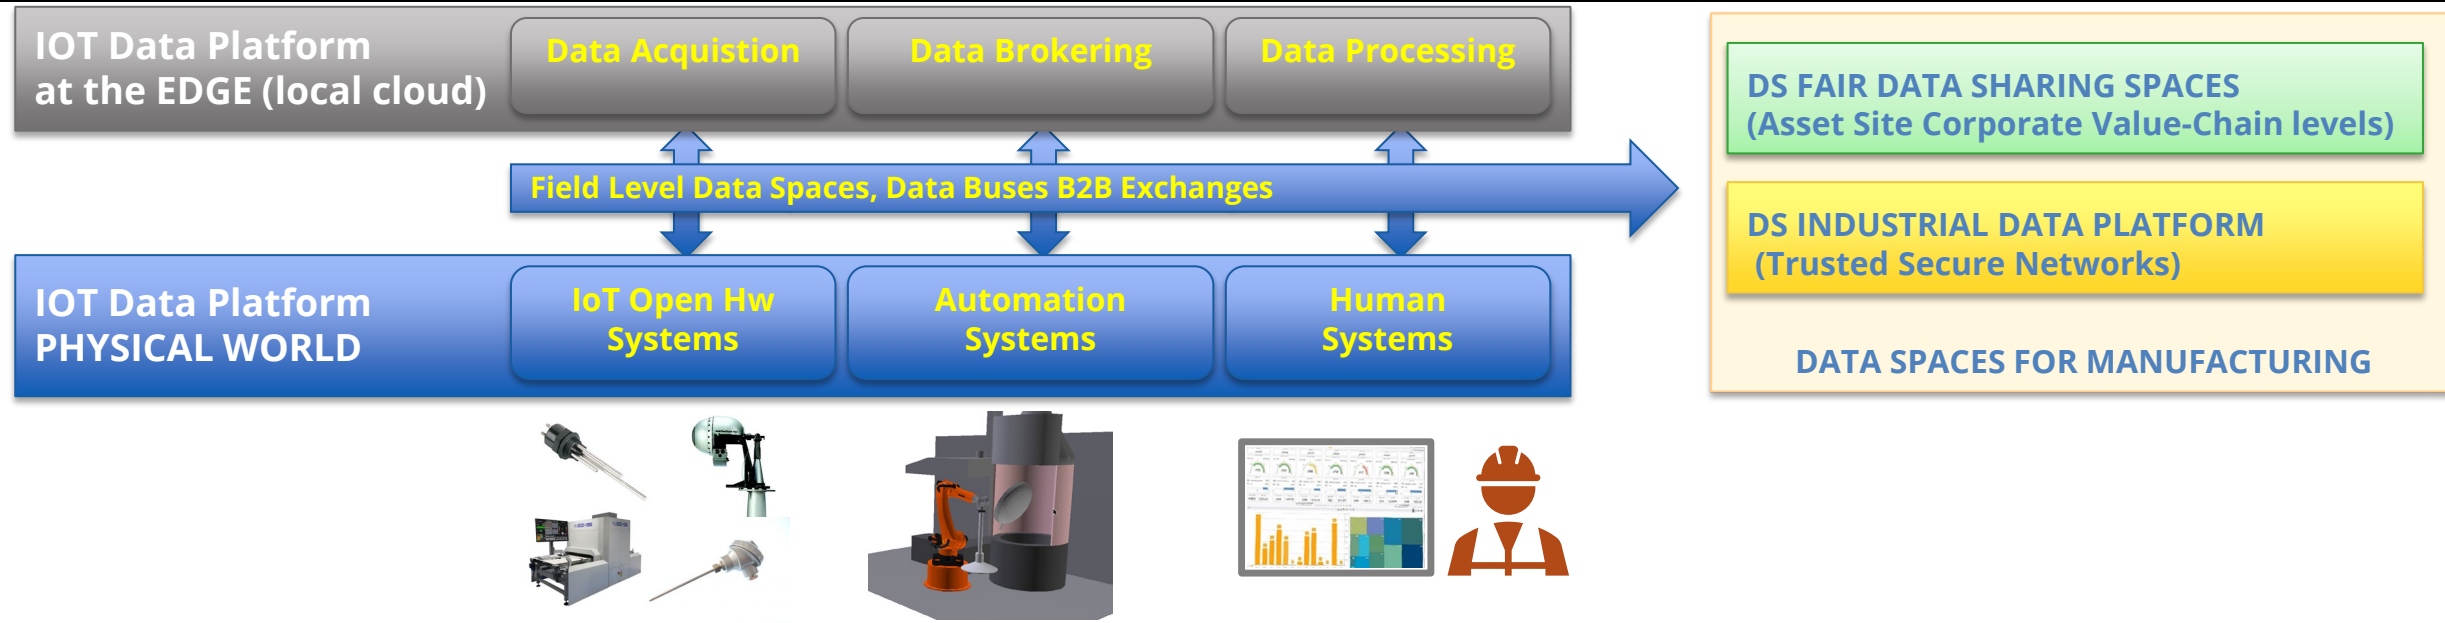 IOT Data Platform
at the EDGE (local cloud)
Data Acquistion
Data Brokering
Data Processing
Field Level Data Spaces, Data Buses B2B Exchanges
IOT Data Platform
PHYSICAL WORLD
IoT Open Hw
Systems
Automation
Systems
Human
Systems
DS FAIR DATA SHARING SPACES
(Asset Site Corporate Value-Chain levels)
DS INDUSTRIAL DATA PLATFORM
(Trusted Secure Networks)
DATA SPACES FOR MANUFACTURING